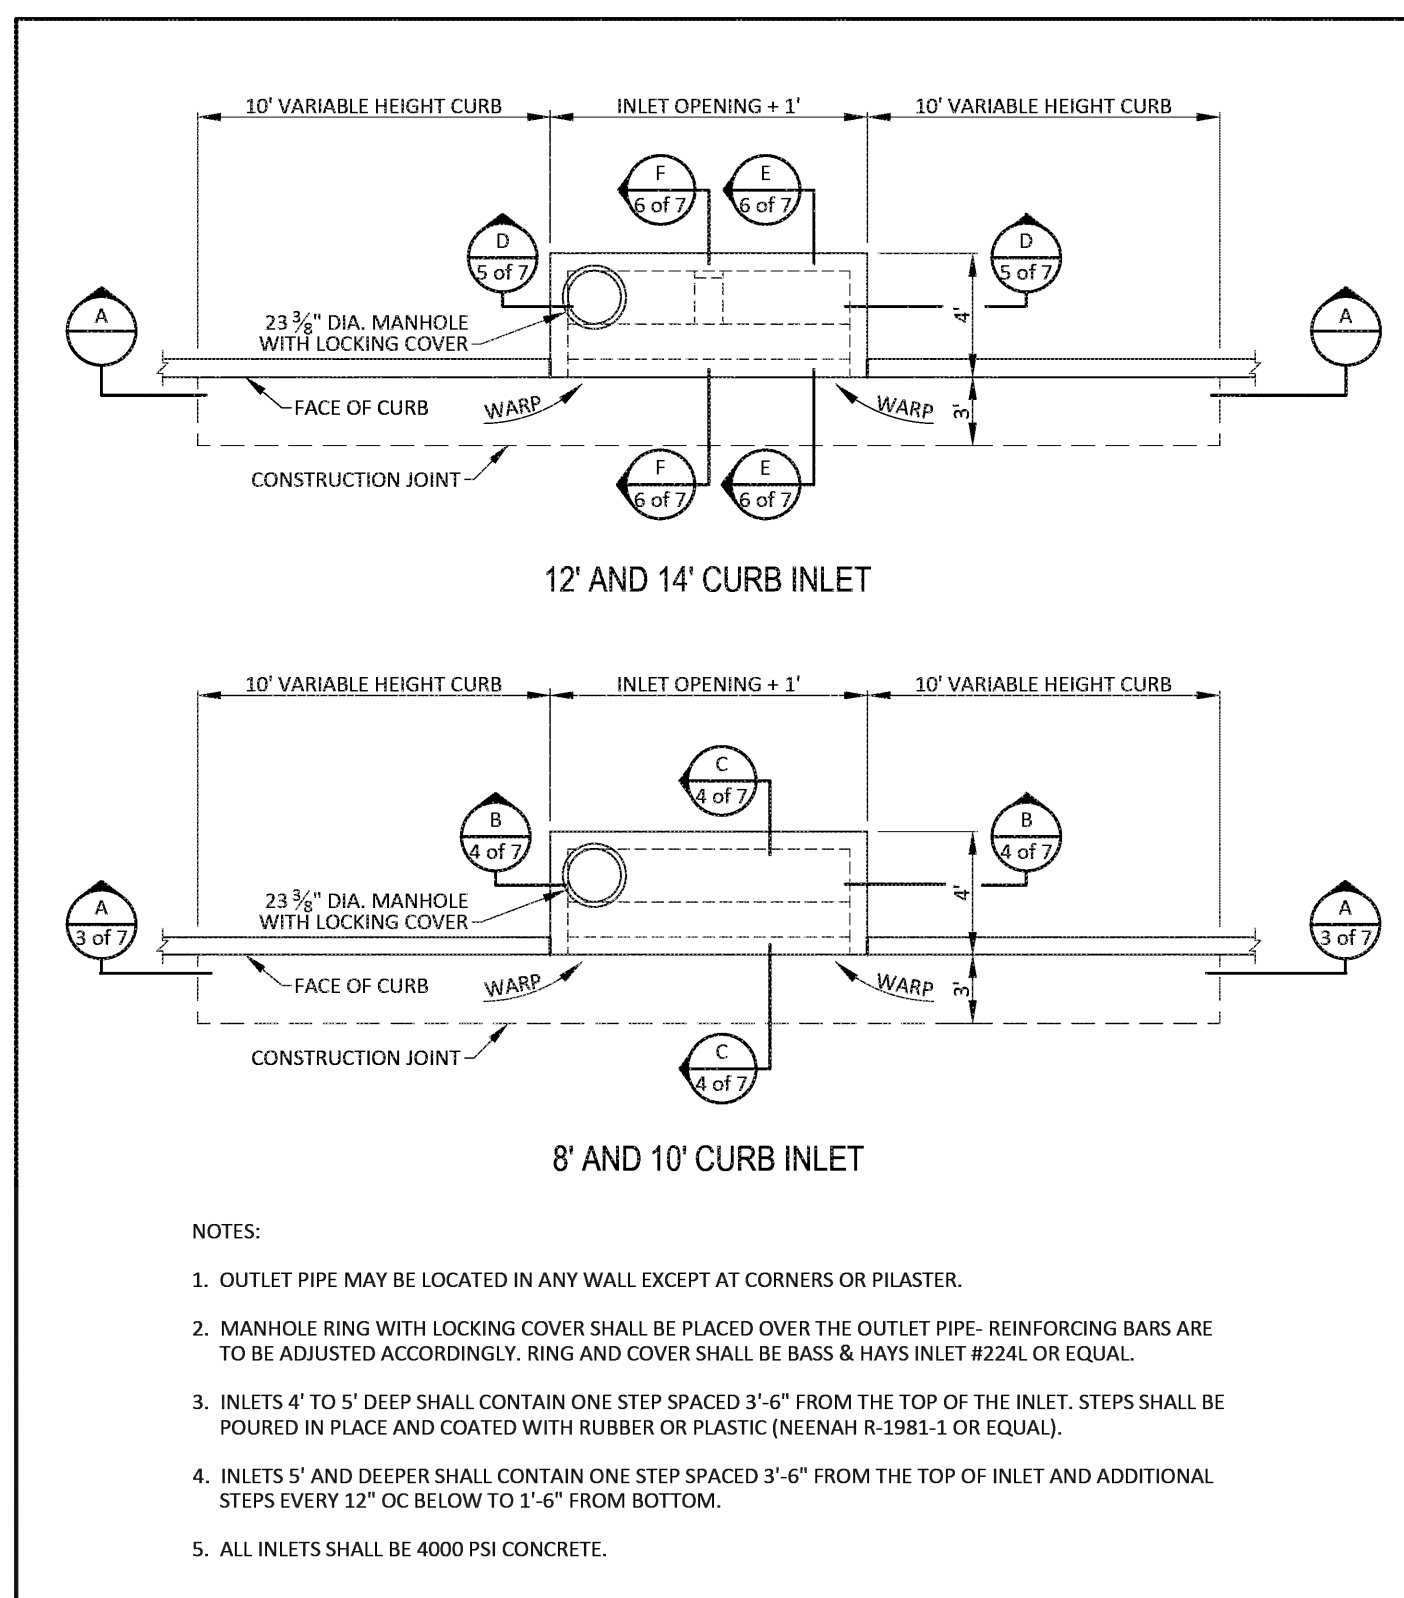 10' VARIABLE HEIGHT CURB
INLET OPENING + 1'
10' VARIABLE HEIGHT CURB
F
6 of 7
E
6 of 7
D
5 of 7
D
5 of 7
A
A
23 3/8" DIA. MANHOLE
WITH LOCKING COVER
4'
FACE OF CURB
WARP
WARP
3'
CONSTRUCTION JOINT
F
6 of 7
E
6 of 7
12' AND 14' CURB INLET
10' VARIABLE HEIGHT CURB
INLET OPENING + 1'
10' VARIABLE HEIGHT CURB
C
4 of 7
B
4 of 7
B
4 of 7
A
3 of 7
A
3 of 7
23 3/8" DIA. MANHOLE
WITH LOCKING COVER
4'
FACE OF CURB
WARP
WARP
3'
CONSTRUCTION JOINT
C
4 of 7
8' AND 10' CURB INLET
NOTES:
1. OUTLET PIPE MAY BE LOCATED IN ANY WALL EXCEPT AT CORNERS OR PILASTER.
2. MANHOLE RING WITH LOCKING COVER SHALL BE PLACED OVER THE OUTLET PIPE- REINFORCING BARS ARE
TO BE ADJUSTED ACCORDINGLY. RING AND COVER SHALL BE BASS & HAYS INLET #224L OR EQUAL.
3. INLETS 4' TO 5' DEEP SHALL CONTAIN ONE STEP SPACED 3'-6" FROM THE TOP OF THE INLET. STEPS SHALL BE
POURED IN PLACE AND COATED WITH RUBBER OR PLASTIC (NEENAH R-1981-1 OR EQUAL).
4. INLETS 5' AND DEEPER SHALL CONTAIN ONE STEP SPACED 3'-6" FROM THE TOP OF INLET AND ADDITIONAL
STEPS EVERY 12" OC BELOW TO 1'-6" FROM BOTTOM.
5. ALL INLETS SHALL BE 4000 PSI CONCRETE.